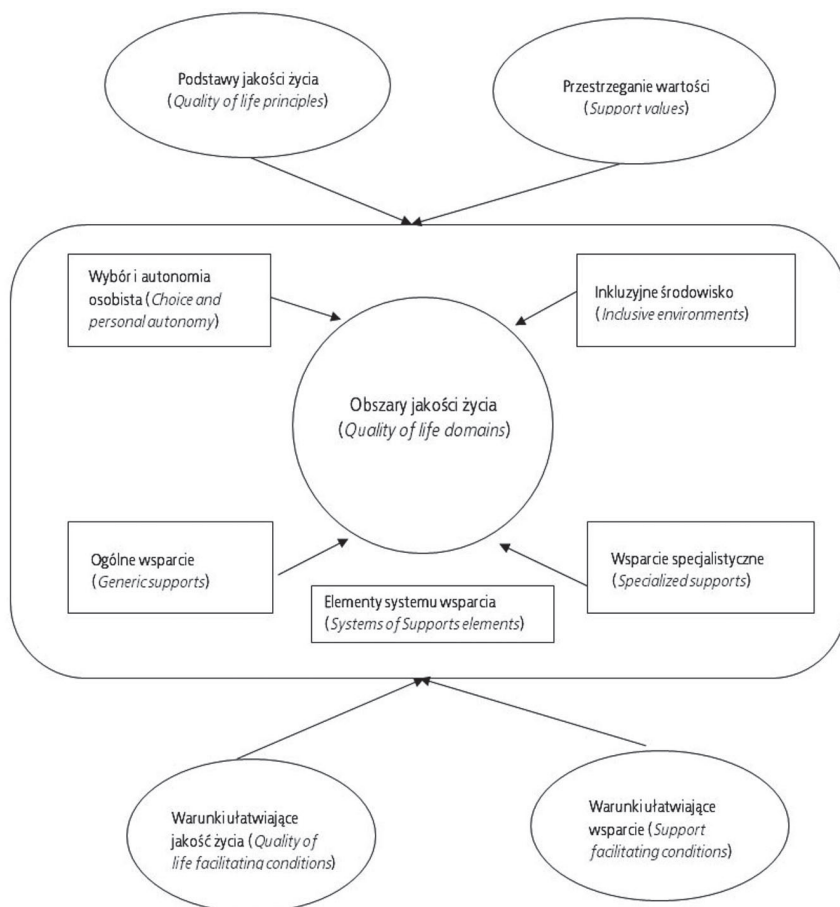 Podstawy jakości życia
(Quality of life principles)
Przestrzeganie wartości
(Support values)
Wybór i autonomia
osobista (Choice and
personal autonomy)
Inkluzyjne środowisko
(Inclusive environments)
Obszary jakości życia
(Quality of life domains)
Ogólne wsparcie
(Generic supports)
Wsparcie specjalistyczne
(Specialized supports)
Elementy systemu wsparcia
(Systems of Supports elements)
Warunki ułatwiające
jakość życia (Quality of
life facilitating conditions)
Warunki ułatwiające
wsparcie (Support
facilitating conditions)